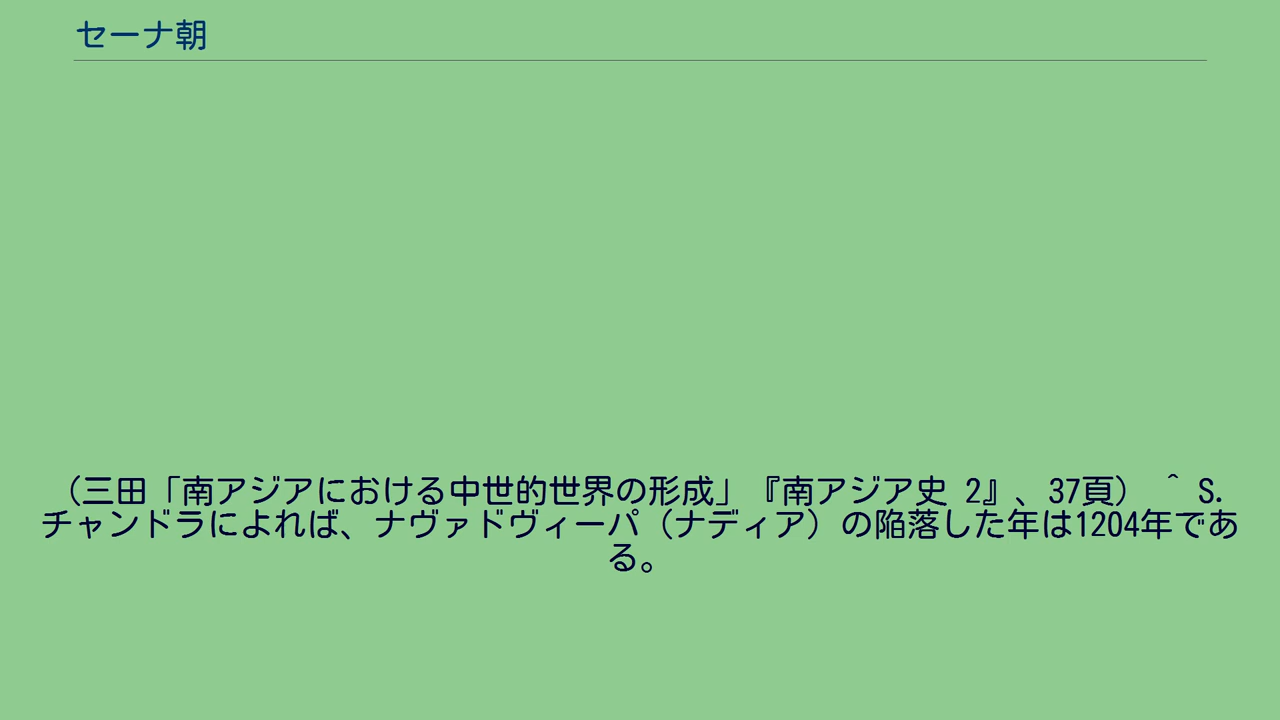 セーナ朝
（三田「南アジアにおける中世的世界の形成」『南アジア史 2』、37頁） ^ S.
チャンドラによれば、ナヴァドヴィーパ（ナディア）の陥落した年は1204年であ
る。